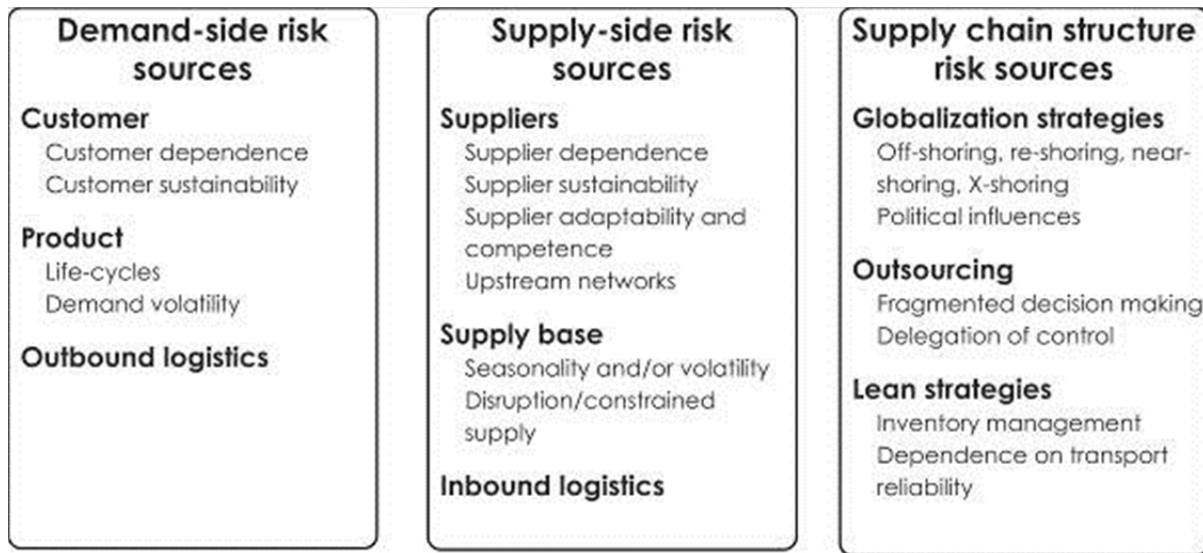 Demand-side risk
sources
Customer
Customer dependence
Customer sustainability
Product
Life-cycles
Demand volatility
Outbound logistics
Supply-side risk
sources
Suppliers
Supplier dependence
Supplier sustainability
Supplier adaptability and
competence
Upstream networks
Supply base
Seasonality and/or volatility
Disruption/constrained
supply
Inbound logistics
Supply chain structure
risk sources
Globalization strategies
Off-shoring, re-shoring, near-
shoring, X-shoring
Political influences
Outsourcing
Fragmented decision making
Delegation of control
Lean strategies
Inventory management
Dependence on transport
reliability